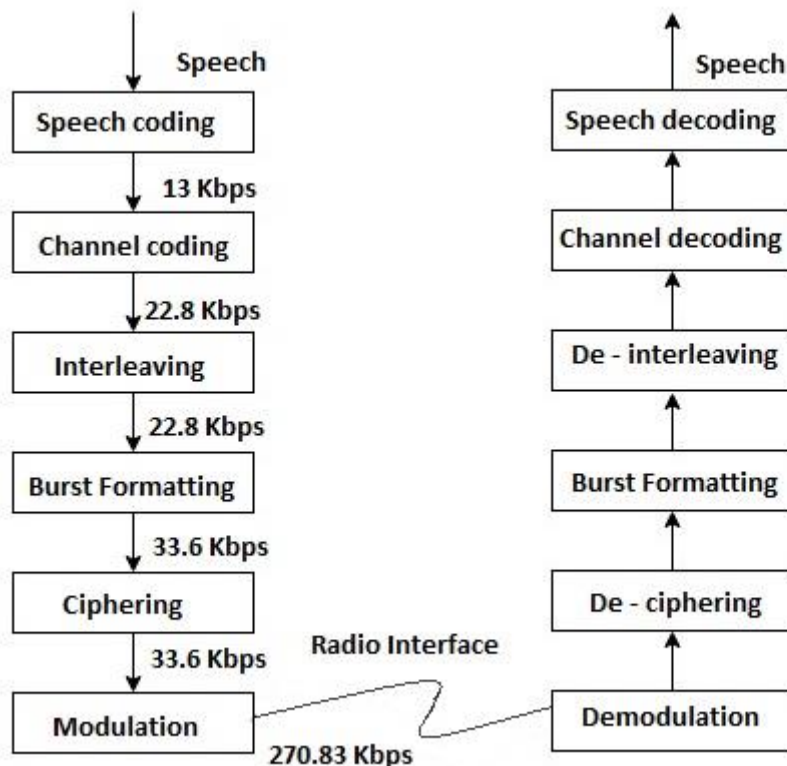 Speech
Speech coding
13 Kbps
Channel coding
22.8 Kbps
Interleaving
22.8 Kbps
Burst Formatting
33.6 Kbps
Ciphering
33.6 Kbps
Modulation
270.83 Kbps
Radio Interface
Speech
Speech decoding
Channel decoding
De - interleaving
Burst Formatting
De - ciphering
Demodulation